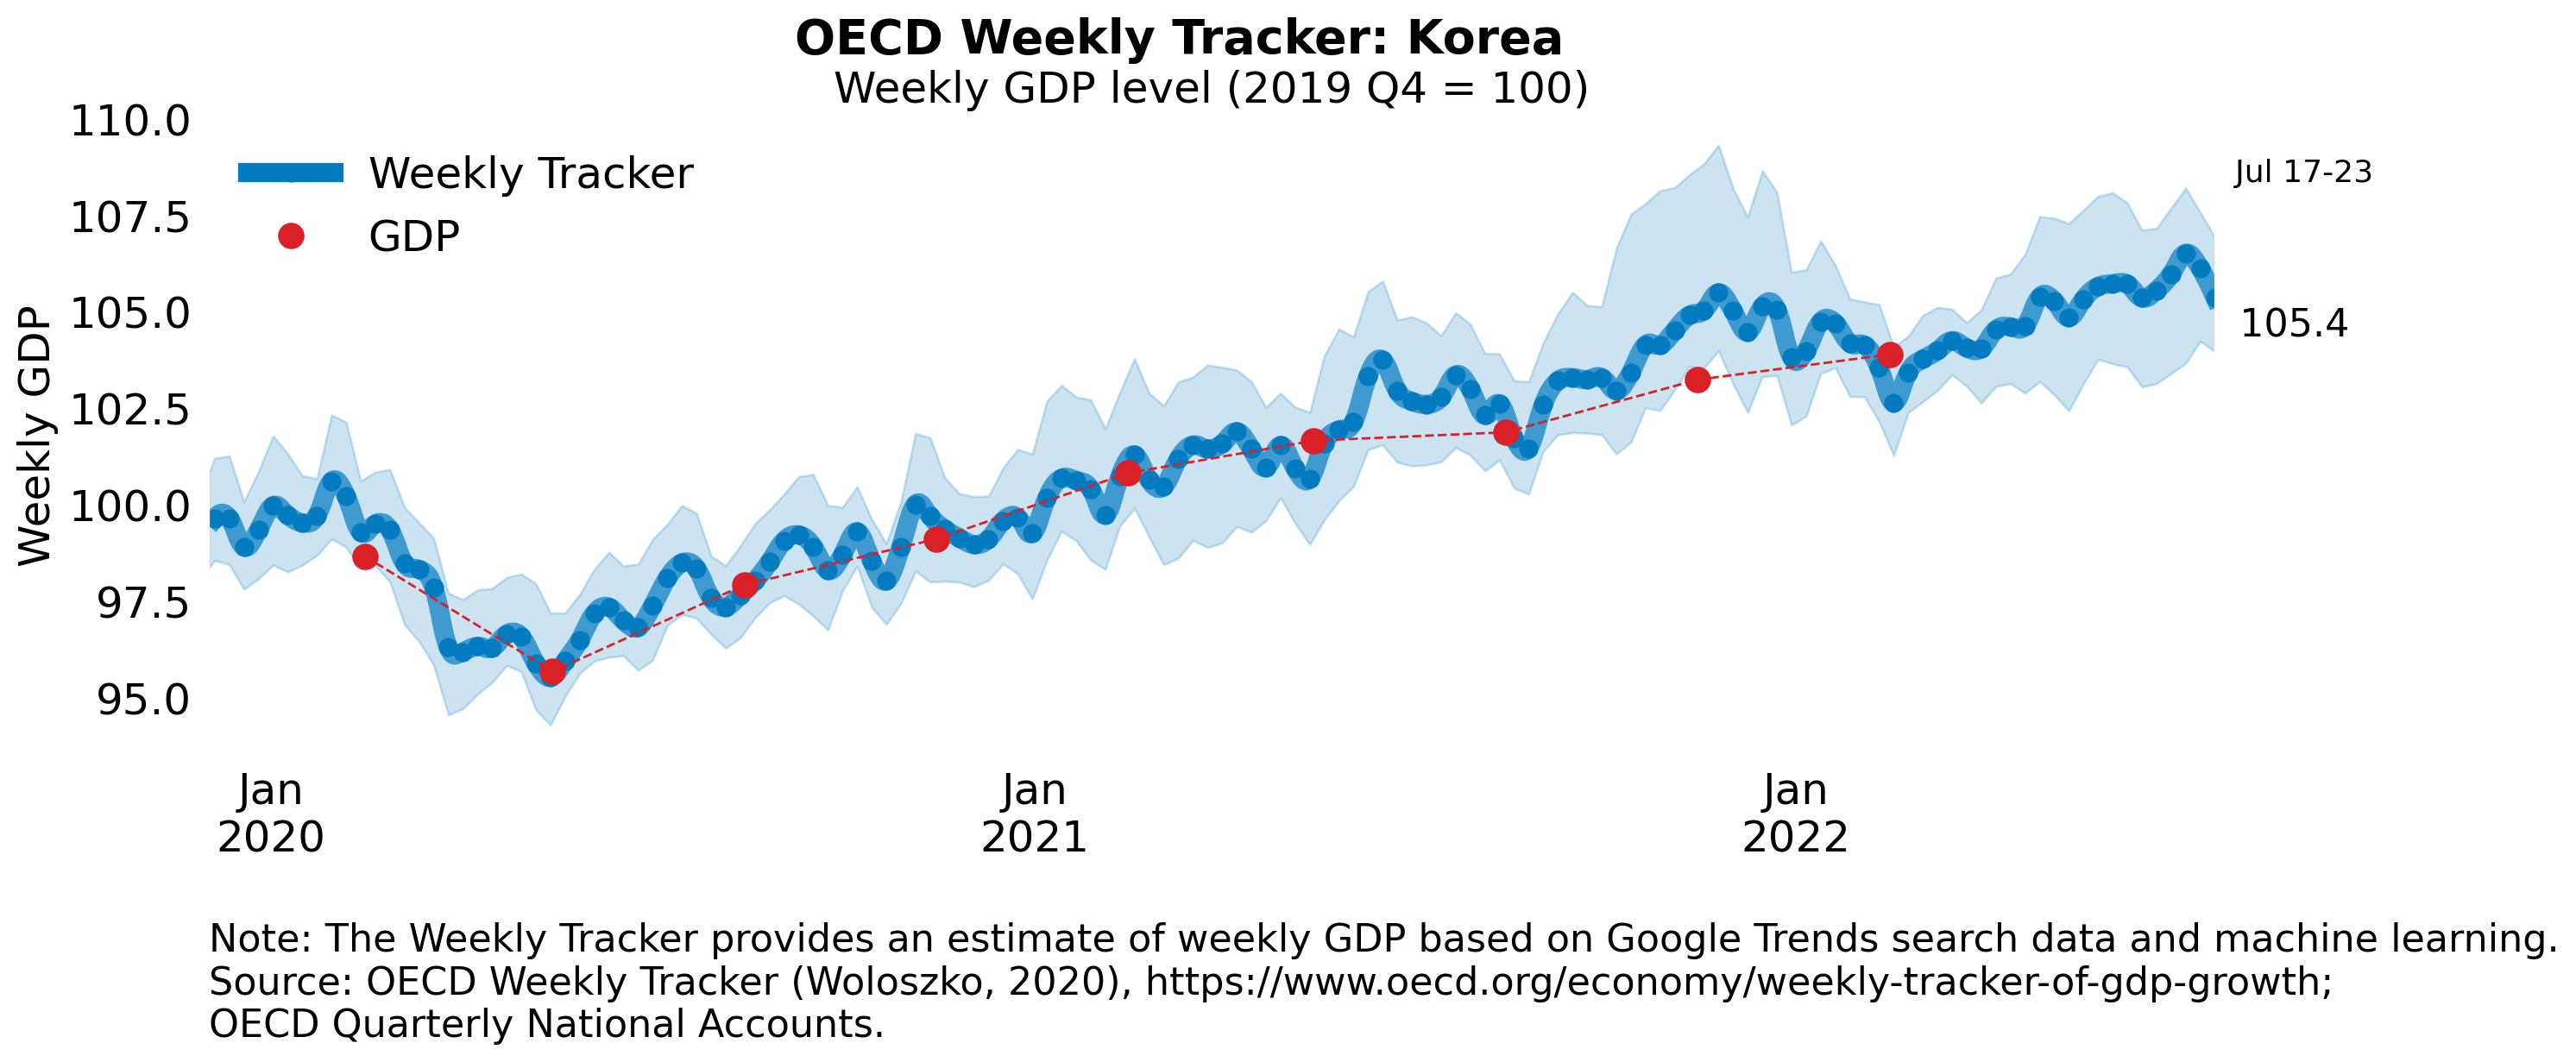 OECD Weekly Tracker: Korea
Weekly GDP level (2019 Q4 = 100)
110.0
107.5
105.0
102.5
100.0
97.5
95.0
Weekly GDP
Weekly Tracker
GDP
Jul 17-23
105.4
Jan
2020
Jan
2021
Jan
2022
Note: The Weekly Tracker provides an estimate of weekly GDP based on Google Trends search data and machine learning.
Source: OECD Weekly Tracker (Woloszko, 2020), https://www.oecd.org/economy/weekly-tracker-of-gdp-growth;
OECD Quarterly National Accounts.